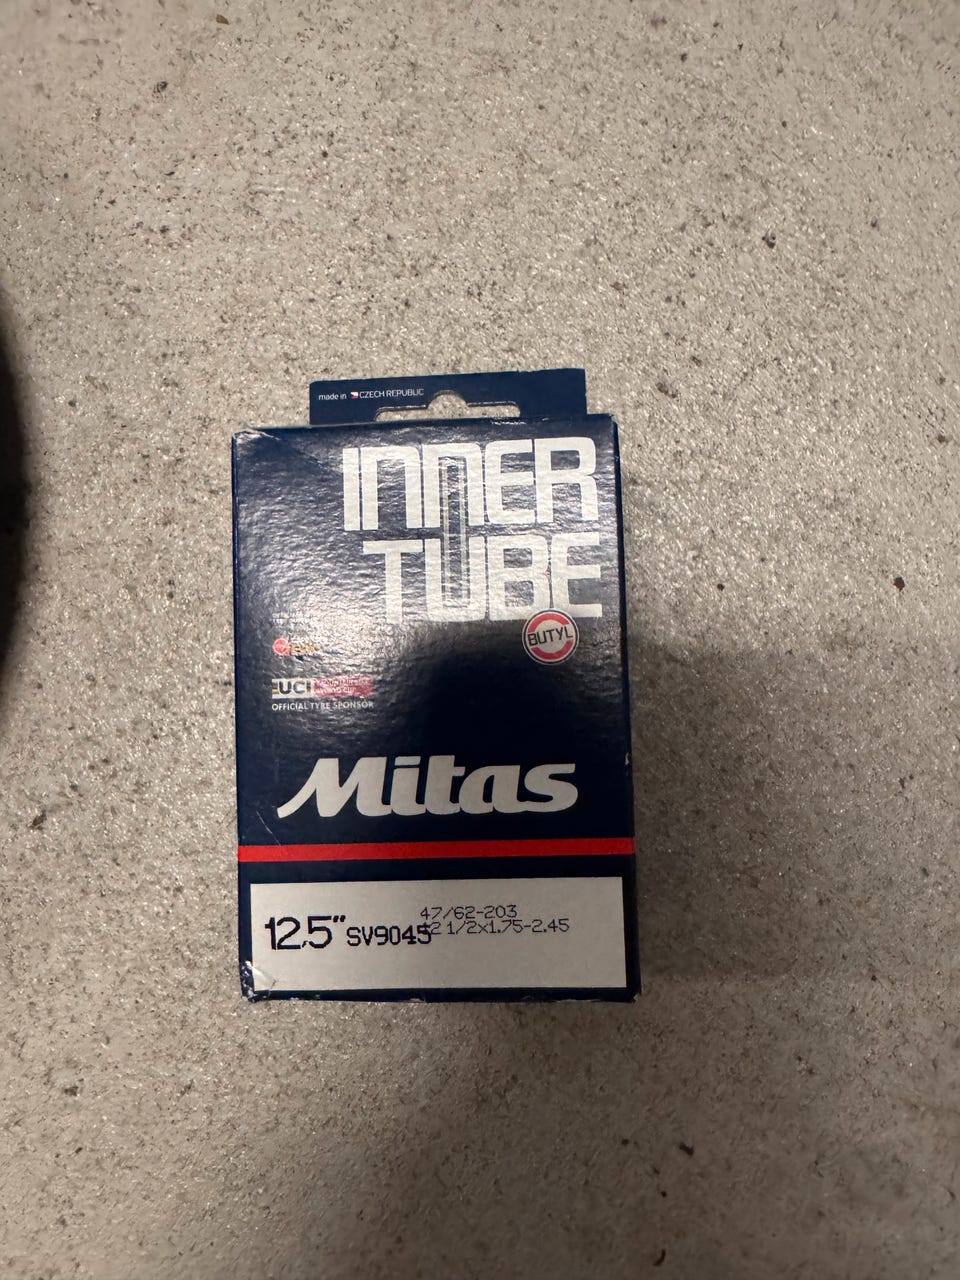 made in CZECH REPUBLIC
INNER
TUBE
BUTYL
UCI
OFFICIAL TYRE SPONSOR
Mitas
12,5" SV9045
47/62-203
12 1/2x1.75-2.45